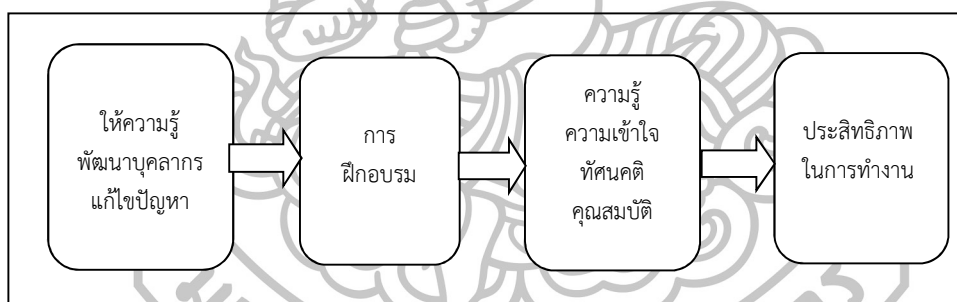 ให้ความรู้
พัฒนาบุคลากร
แก้ไขปัญหา
การ
ฝึกอบรม
ความรู้
ความเข้าใจ
ทัศนคติ
คุณสมบัติ
ประสิทธิภาพ
ในการทำงาน